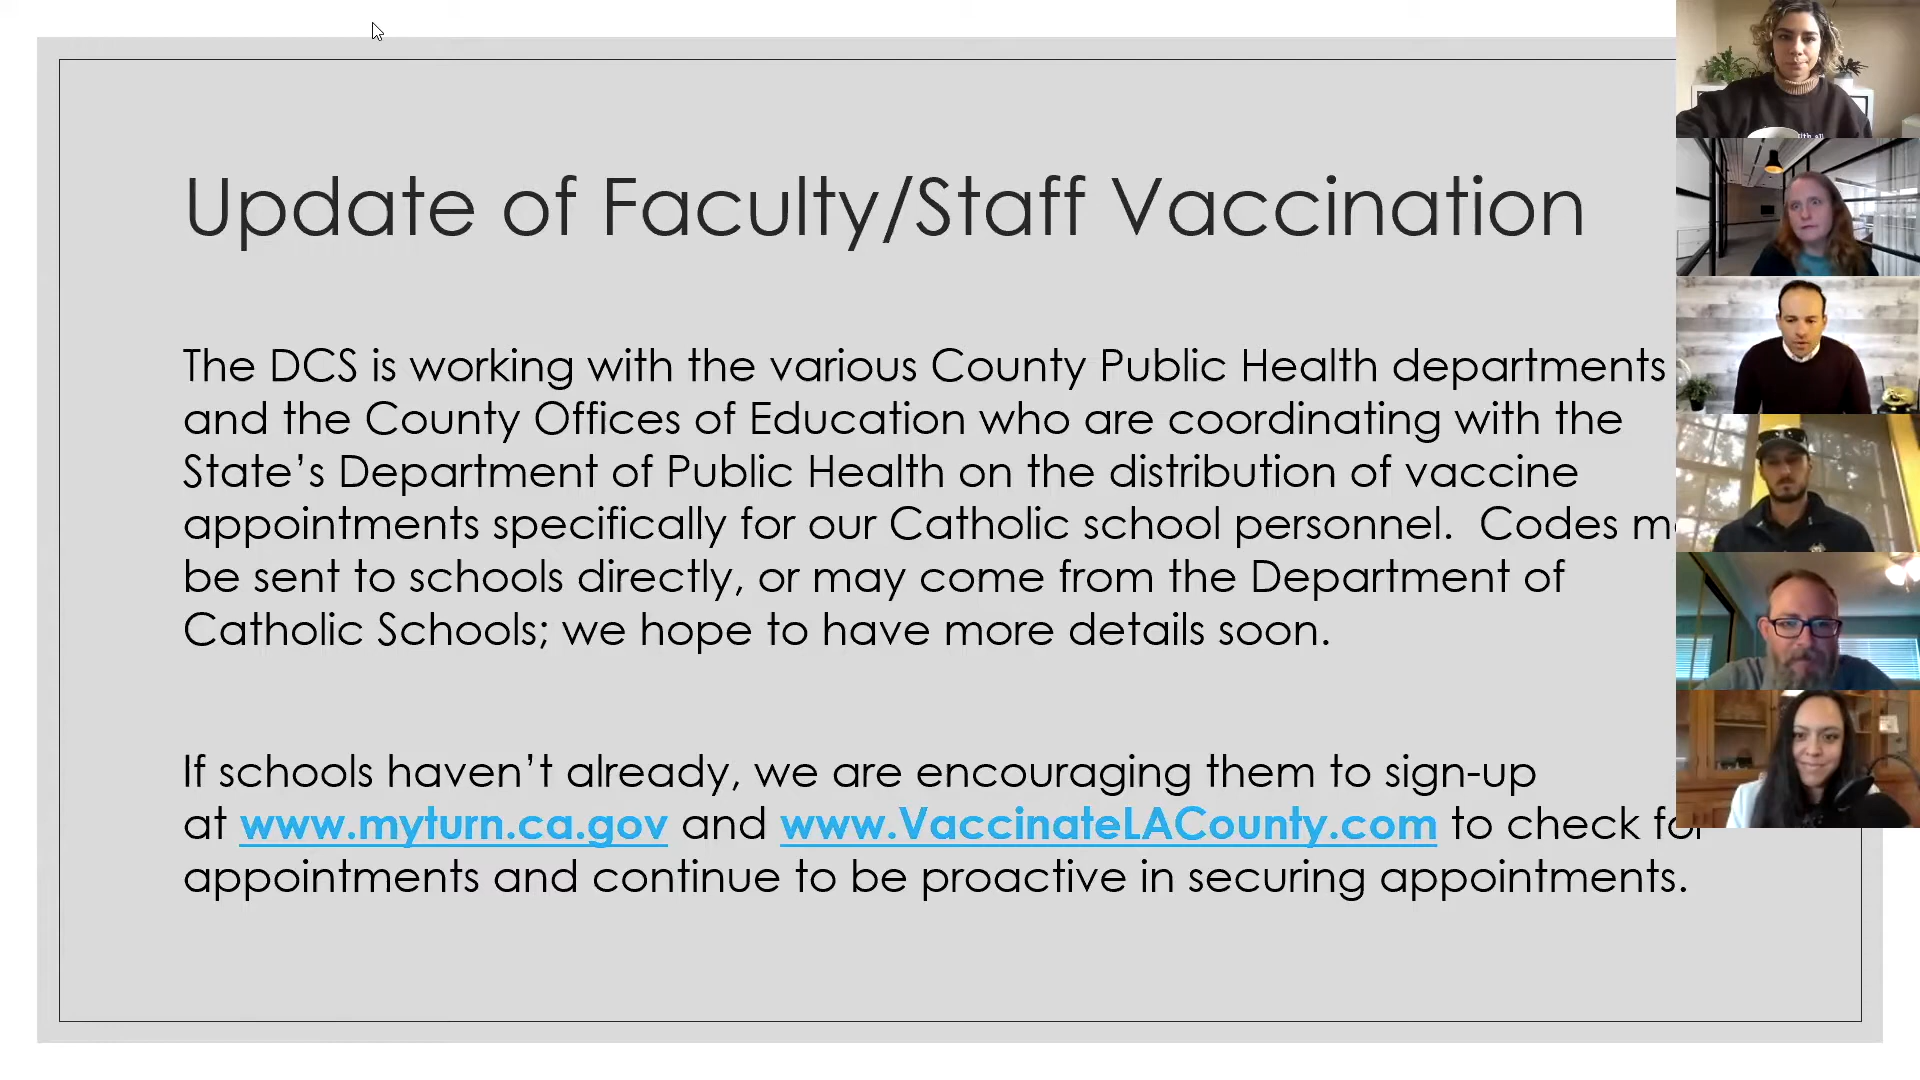 Update of Faculty/Staff Vaccination
The DCS is working with the various County Public Health departments
and the County Offices of Education who are coordinating with the
State’s Department of Public Health on the distribution of vaccine
appointments specifically for our Catholic school personnel.  Codes
be sent to schools directly, or may come from the Department of
Catholic Schools; we hope to have more details soon.
If schools haven’t already, we are encouraging them to sign-up
at www.myturn.ca.gov and www.VaccinateLACounty.com to check for
appointments and continue to be proactive in securing appointments.